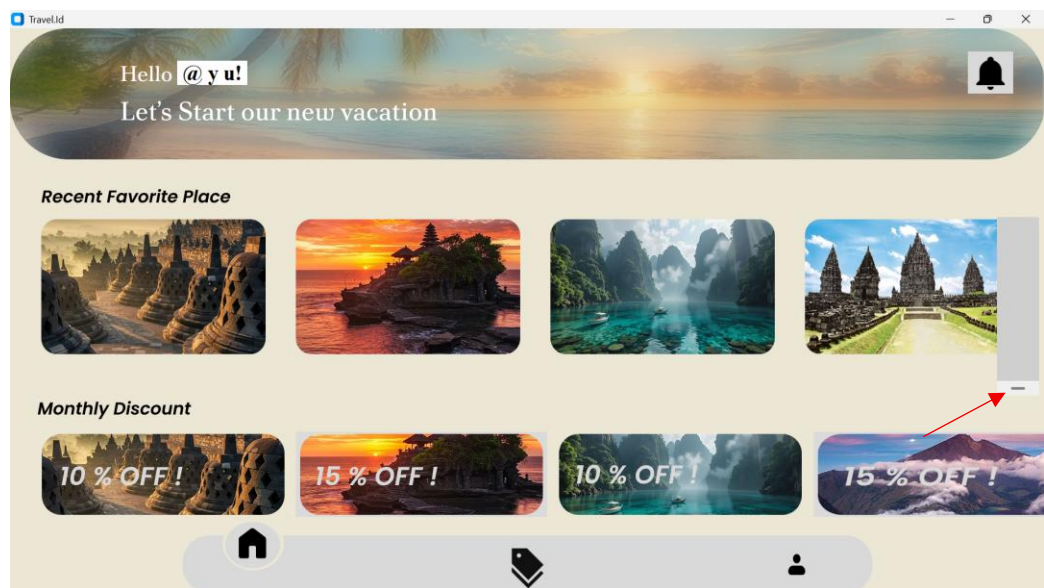 Travel.Id
Hello @ y u!
Let's Start our new vacation
Recent Favorite Place
Monthly Discount
10 % OFF !
15 % OFF !
10 % OFF !
15 % OFF !